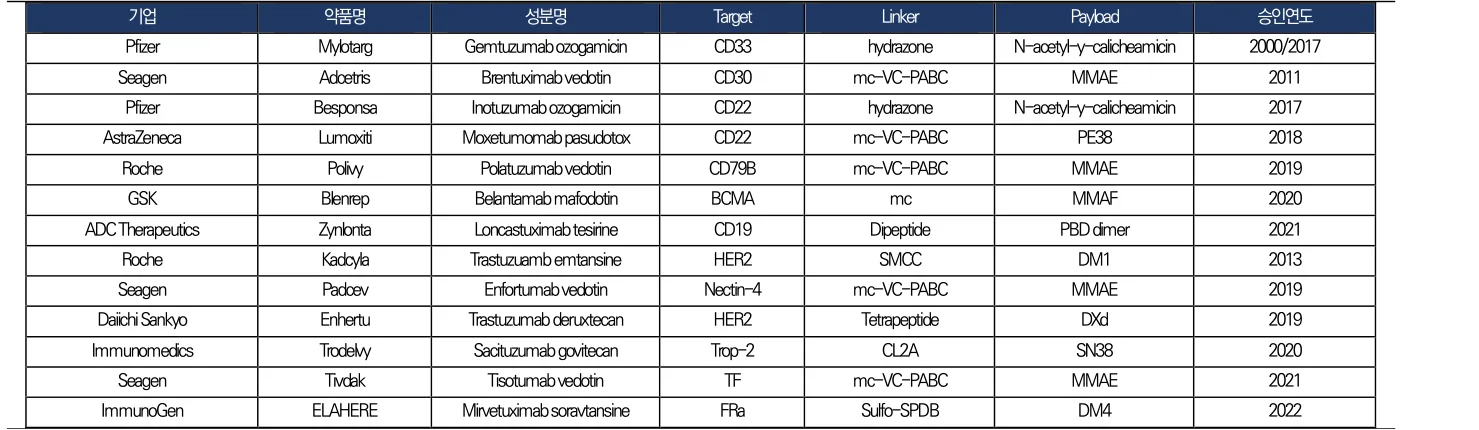 기업 약품명 성분명 Target Linker Payload 승인연도
Pfizer Mylotarg Gemtuzumab ozogamicin CD33 hydrazone N-acetyl-γ-calicheamicin 2000/2017
Seagen Adcetris Brentuximab vedotin CD30 mc-VC-PABC MMAE 2011
Pfizer Besponsa Inotuzumab ozogamicin CD22 hydrazone N-acetyl-γ-calicheamicin 2017
AstraZeneca Lumoxiti Moxetumomab pasudotox CD22 mc-VC-PABC PE38 2018
Roche Polivy Polatuzumab vedotin CD79B mc-VC-PABC MMAE 2019
GSK Blenrep Belantamab mafodotin BCMA mc MMAF 2020
ADC Therapeutics Zynlonta Loncastuximab tesirine CD19 Dipeptide PBD dimer 2021
Roche Kadcyla Trastuzuamb emtansine HER2 SMCC DM1 2013
Seagen Padcev Enfortumab vedotin Nectin-4 mc-VC-PABC MMAE 2019
Daiichi Sankyo Enhertu Trastuzumab deruxtecan HER2 Tetrapeptide DXd 2019
Immunomedics Trodelvy Sacituzumab govitecan Trop-2 CL2A SN38 2020
Seagen Tivdak Tisotumab vedotin TF mc-VC-PABC MMAE 2021
ImmunoGen ELAHERE Mirvetuximab soravtansine FRa Sulfo-SPDB DM4 2022